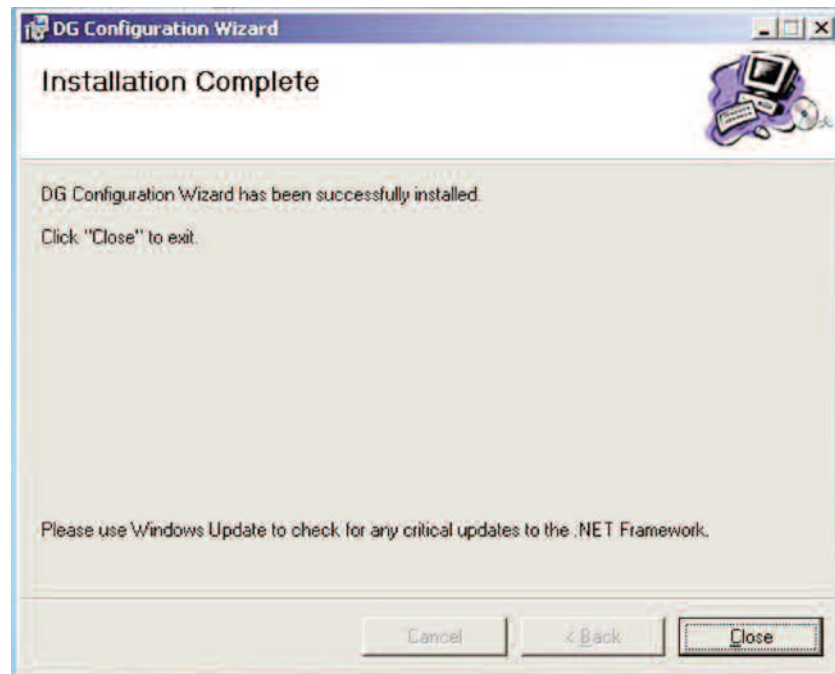 DG Configuration Wizard
Installation Complete
DG Configuration Wizard has been successfully installed.
Click "Close" to exit.
Please use Windows Update to check for any critical updates to the .NET Framework.
Cancel
< Back
Close